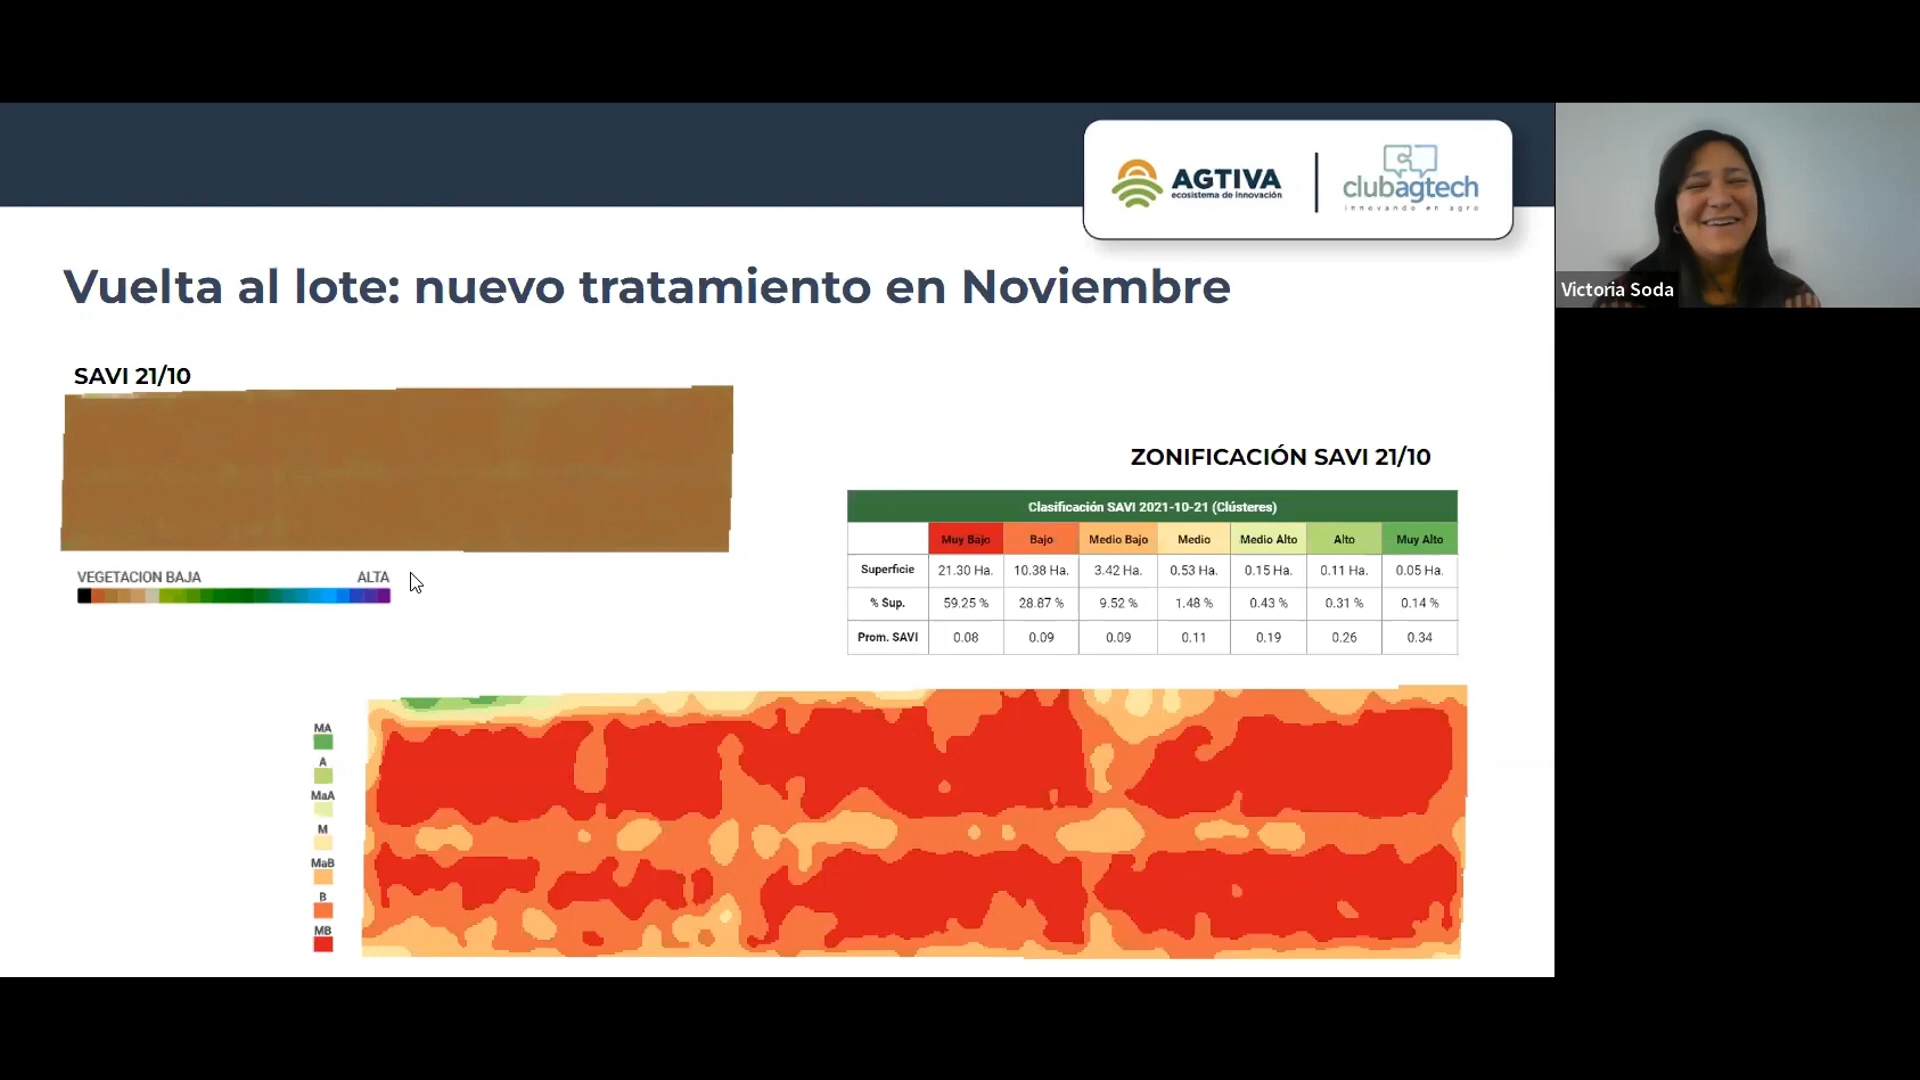 AGTIVA
ecosistema de innovación
clubagtech
innovando en agro
Victoria Soda
Vuelta al lote: nuevo tratamiento en Noviembre
SAVI 21/10
VEGETACION BAJA ALTA
ZONIFICACIÓN SAVI 21/10
Clasificación SAVI 2021-10-21 (Clústeres)
Muy Bajo Bajo Medio Bajo Medio Medio Alto Alto Muy Alto
Superficie 21.30 Ha. 10.38 Ha. 3.42 Ha. 0.53 Ha. 0.15 Ha. 0.11 Ha. 0.05 Ha.
% Sup. 59.25 % 28.87 % 9.52 % 1.48 % 0.43 % 0.31 % 0.14 %
Prom. SAVI 0.08 0.09 0.09 0.11 0.19 0.26 0.34
MA
A
MaA
M
MaB
B
MB